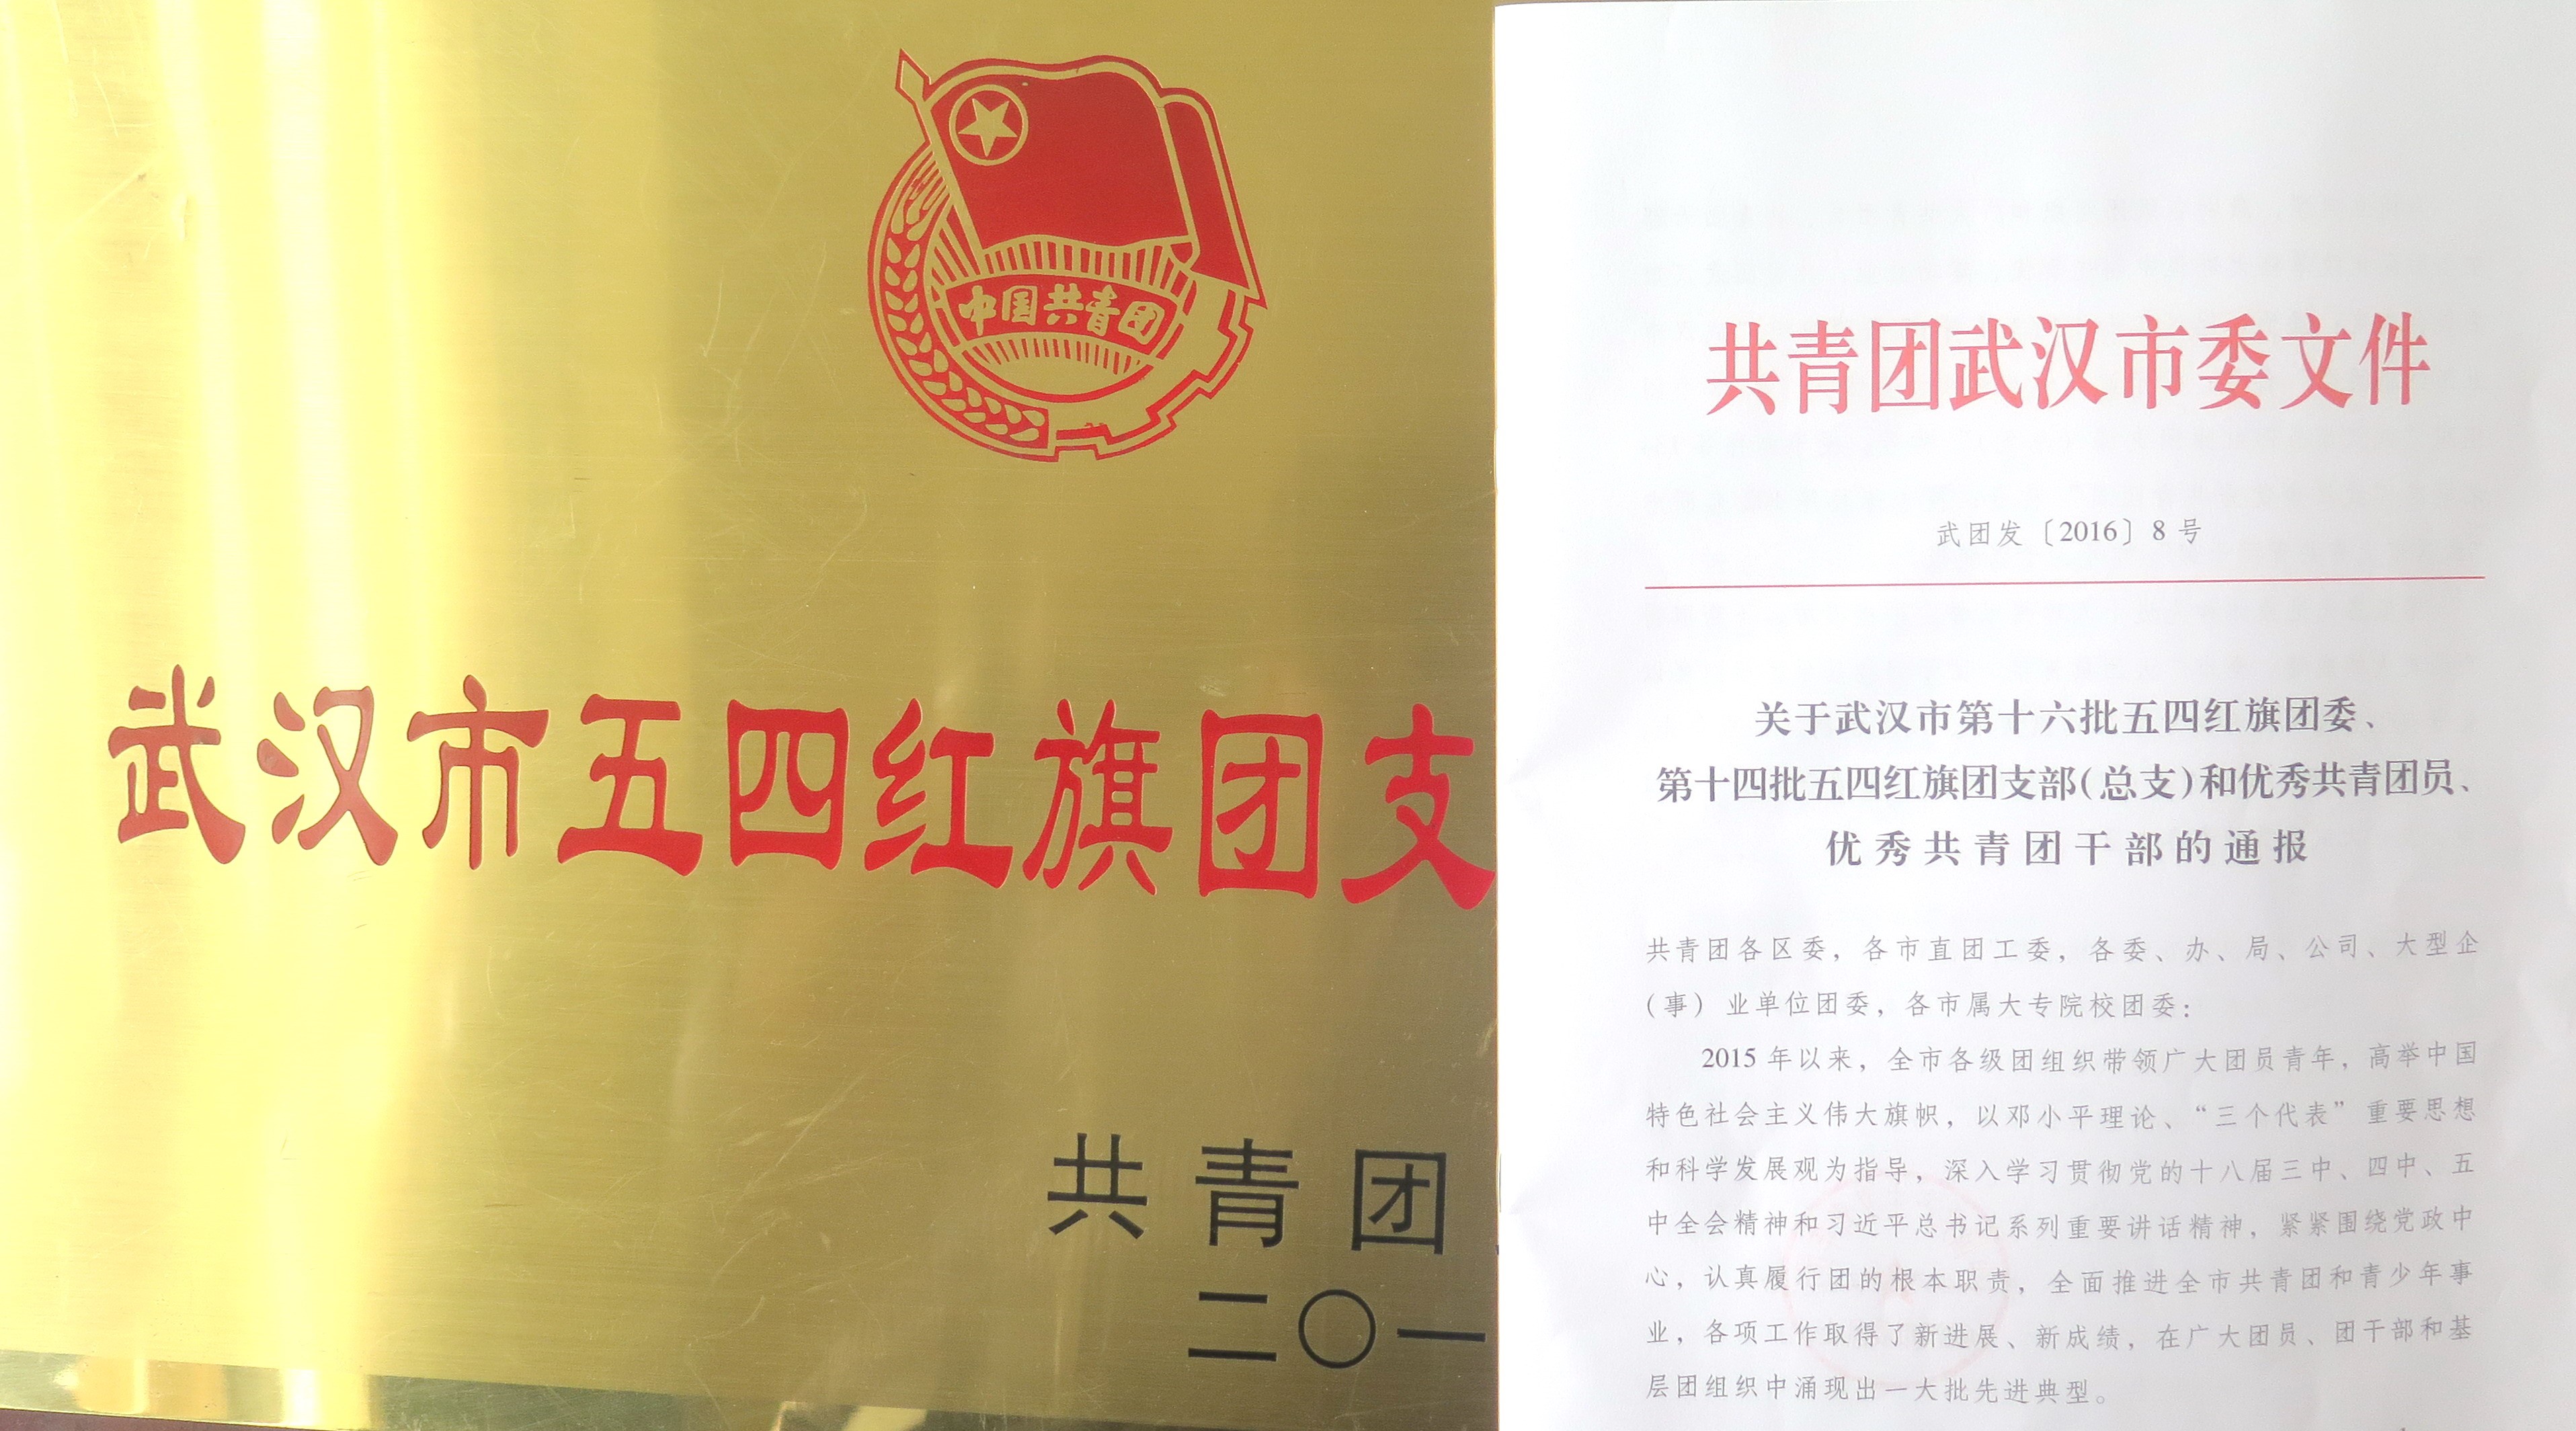 中国共青团
武汉市五四红旗团支
共青团
二〇一
共青团武汉市委文件
武团发〔2016〕8号
关于武汉市第十六批五四红旗团委、
第十四批五四红旗团支部(总支)和优秀共青团员、
优秀共青团干部的通报
共青团各区委，各市直团工委，各委、办、局、公司、大型企
（事）业单位团委，各市属大专院校团委：
2015年以来，全市各级团组织带领广大团员青年，高举中国
特色社会主义伟大旗帜，以邓小平理论、“三个代表”重要思想
和科学发展观为指导，深入学习贯彻党的十八届三中、四中、五
中全会精神和习近平总书记系列重要讲话精神，紧紧围绕党政中
心，认真履行团的根本职责，全面推进全市共青团和青少年事
业，各项工作取得了新进展、新成绩，在广大团员、团干部和基
层团组织中涌现出一大批先进典型。